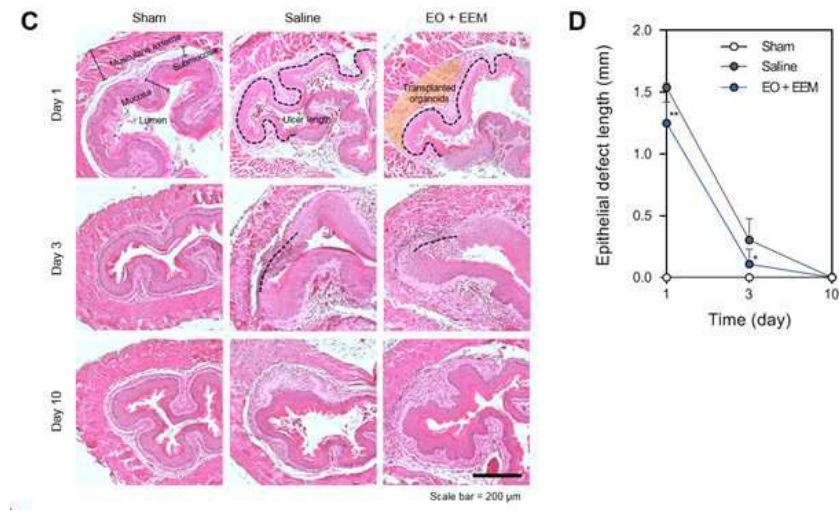 C
Sham
Saline
EO + EEM
Day 1
Muscularis externa
Submucosa
Mucosa
Lumen
Ulcer length
Transplanted
organoids
Day 3
Day 10
Scale bar = 200 μm
D
Epithelial defect length (mm)
2.0
1.5
1.0
0.5
0.0
Sham
Saline
EO + EEM
**
*
1
3
10
Time (day)